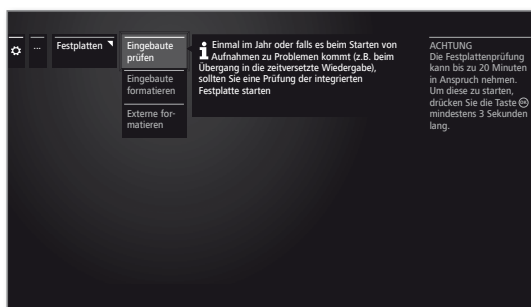 ...
Festplatten
Eingebaute
prüfen
Eingebaute
formatieren
Externe for-
matieren
Einmal im Jahr oder falls es beim Starten von
Aufnahmen zu Problemen kommt (z.B. beim
Übergang in die zeitversetzte Wiedergabe),
sollten Sie eine Prüfung der integrierten
Festplatte starten
ACHTUNG
Die Festplattenprüfung
kann bis zu 20 Minuten
in Anspruch nehmen.
Um diese zu starten,
drücken Sie die Taste OK
mindestens 3 Sekunden
lang.